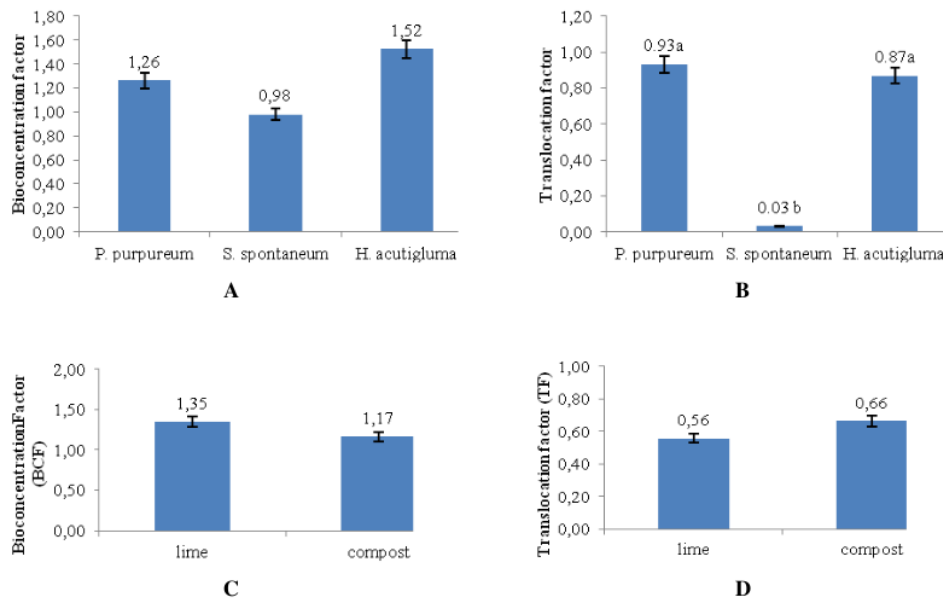 Bioconcentration factor
1,80
1,60
1,40
1,20
1,00
0,80
0,60
0,40
0,20
0,00
1,26
0,98
1,52
P. purpureum
S. spontaneum
H. acutigluma
A
Translocation factor
1,20
1,00
0,80
0,60
0,40
0,20
0,00
0.93a
0.03 b
0.87a
P. purpureum
S. spontaneum
H. acutigluma
B
BioconcentrationFactor
(BCF)
2,00
1,50
1,00
0,50
0,00
1,35
1,17
lime
compost
C
Translocation factor (TF)
1,00
0,80
0,60
0,40
0,20
0,00
0,56
0,66
lime
compost
D